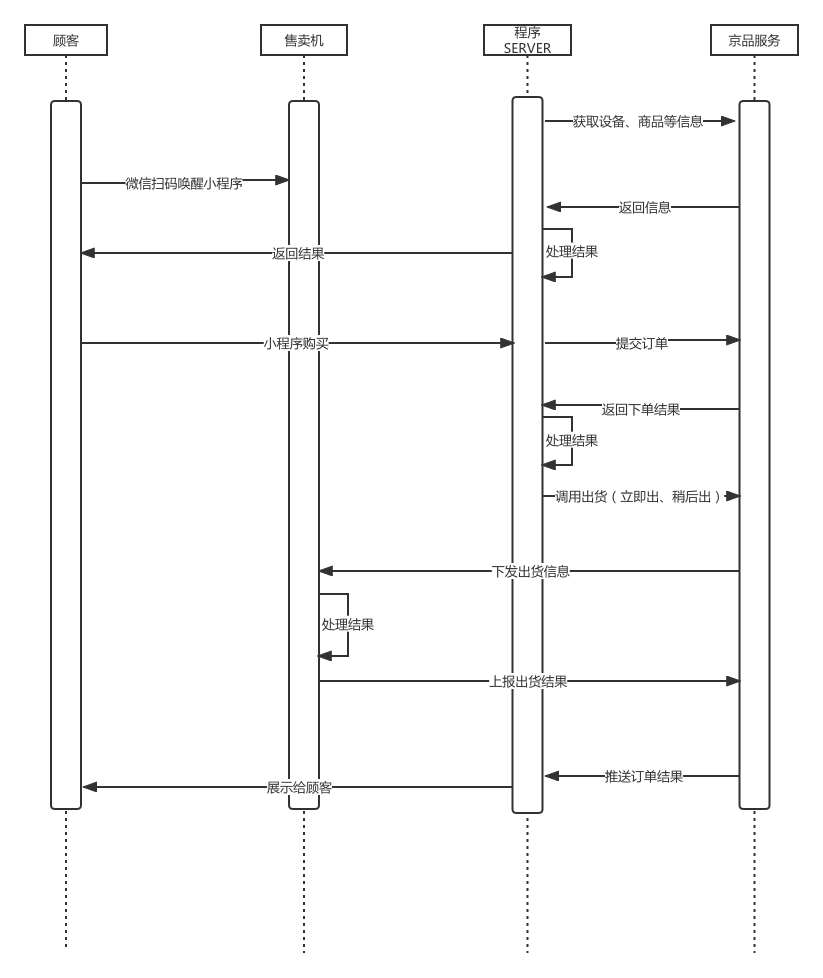 顾客
售卖机
程序
SERVER
京品服务
获取设备、商品等信息
微信扫码唤醒小程序
返回信息
返回结果
处理结果
小程序购买
提交订单
返回下单结果
处理结果
调用出货（立即出、稍后出）
下发出货信息
处理结果
上报出货结果
推送订单结果
展示给顾客